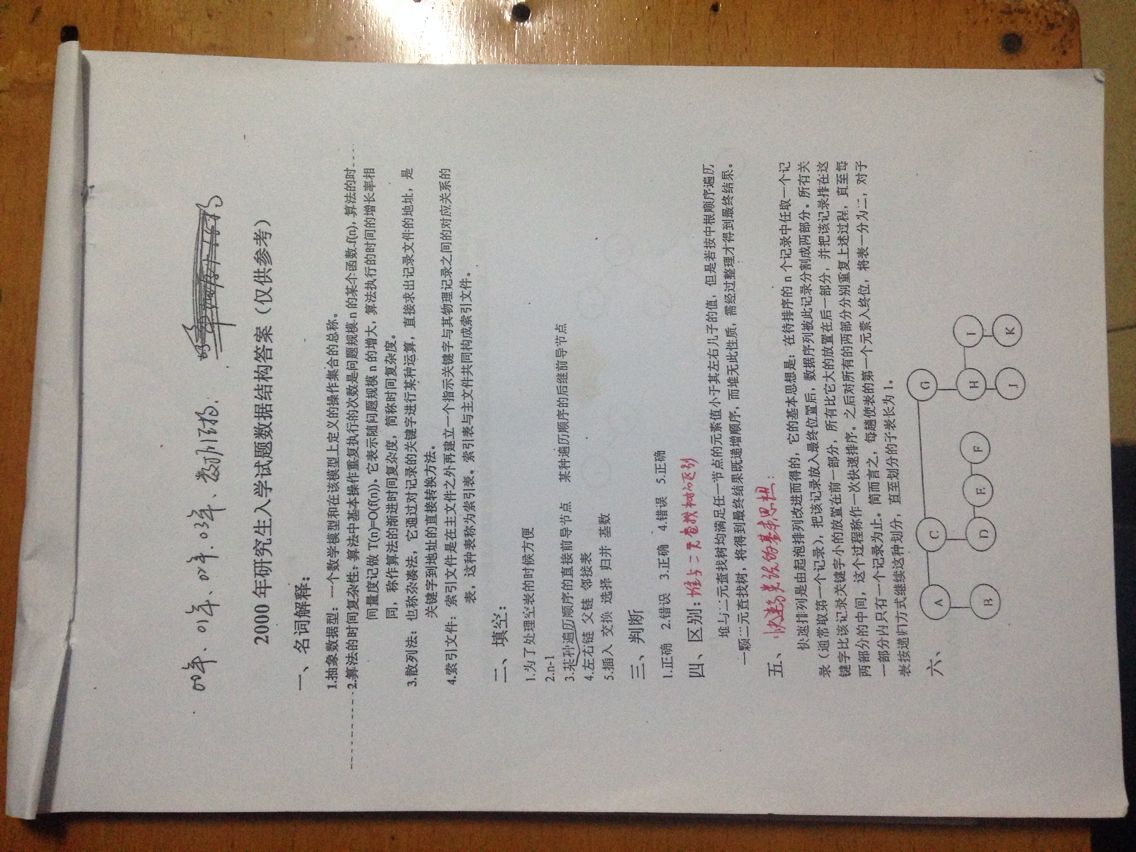 00年、01年、02年、03年、数据结构
2000年研究生入学试题数据结构答案（仅供参考）
一、名词解释：
1.抽象数据型：一个数学模型和在该模型上定义的操作集合的总称。
2.算法的时间复杂性：算法中基本操作重复执行的次数是问题规模 n 的某个函数 f(n)，算法的时
间量度记做 T(n)=O(f(n))。它表示随问题规模 n 的增大，算法执行的时间的增长率相
同，称作算法的渐进时间复杂度，简称时间复杂度。
3.散列法：也称杂凑法，它通过对记录的关键字进行某种运算，直接求出记录文件的地址，是
关键字到地址的直接转换方法。
4.索引文件：索引文件是在主文件之外再建立一个指示关键字与其物理记录之间的对应关系的
表，这种表称为索引表。索引表与主文件共同构成索引文件。
二、填空：
1.为了处理空表的时候方便
2.n-1
3.某种遍历顺序的直接前导节点 某种遍历顺序的后继前导节点
4.左右链 父链 邻接表
5.插入 交换 选择 归并 基数
三、判断
1.正确 2.错误 3.正确 4.错误 5.正确
四、区别：堆与二元查找树的区别
堆与二元查找树均满足任一节点的元素值小于其左右儿子的值，但是若按中根顺序遍历
一颗二元查找树，将得到最终结果既递增顺序，而堆无此性质，需经过整理才得到最终结果。
五、快速分类法的基本思想：
快速排列是由起泡排列改进而得的，它的基本思想是：在待排序的 n 个记录中任取一个记
录（通常取第一个记录），把该记录放入最终位置后，数据序列被此记录分割成两部分。所有关
键字比该记录关键字小的放置在前一部分，所有比它大的放置在后一部分，并把该记录排在这
两部分的中间，这个过程称作一次快速排序。之后对所有的两部分分别重复上述过程，直至每
一部分内只有一个记录为止。简而言之，每趟使表的第一个元素入终位，将表一分为二，对于
表按递归方式继续这种划分，直至划分的子表长为 1。
六、
A C G
B D E F H I
J K